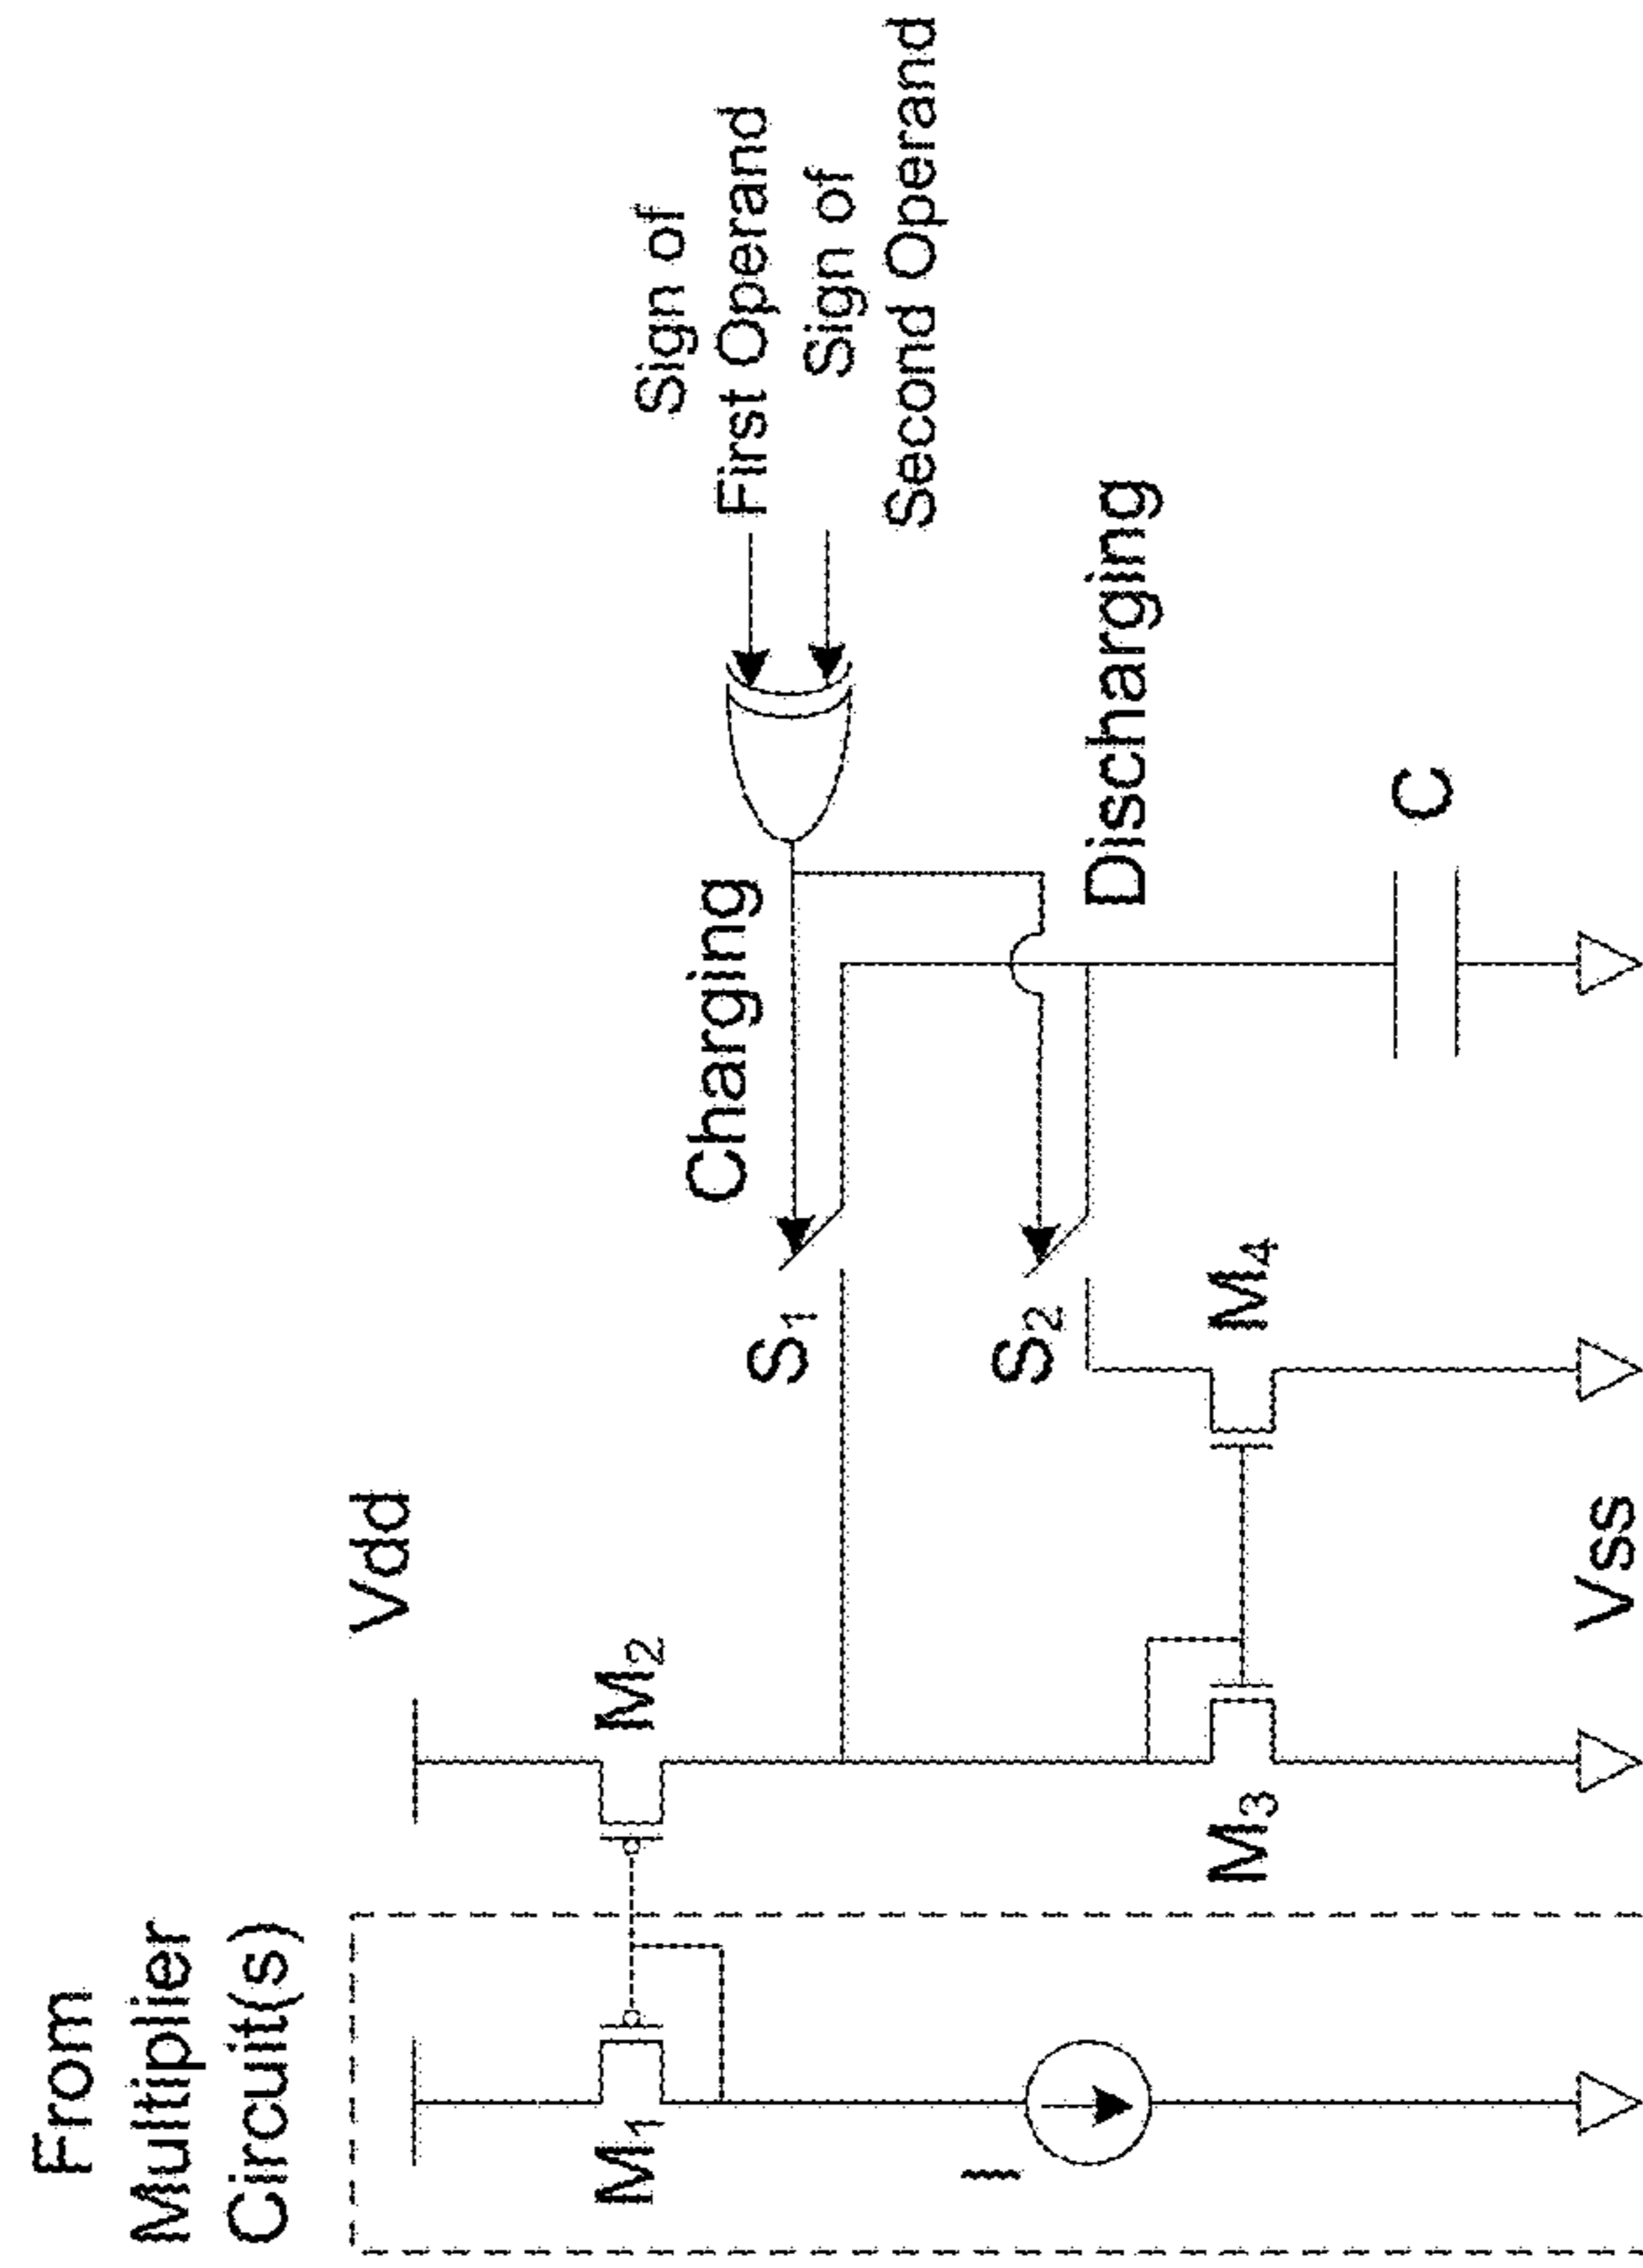 From
Multiplier
Circuit(s)
Vdd
M1
M2
I
M3
M4
Vss
S1
S2
Charging
Discharging
C
Sign of
First Operand
Sign of
Second Operand